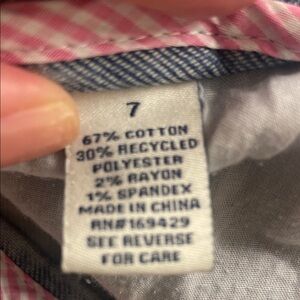 7
67% COTTON
30% RECYCLED
POLYESTER
2% RAYON
1% SPANDEX
MADE IN CHINA
RN#169429
SEE REVERSE
FOR CARE